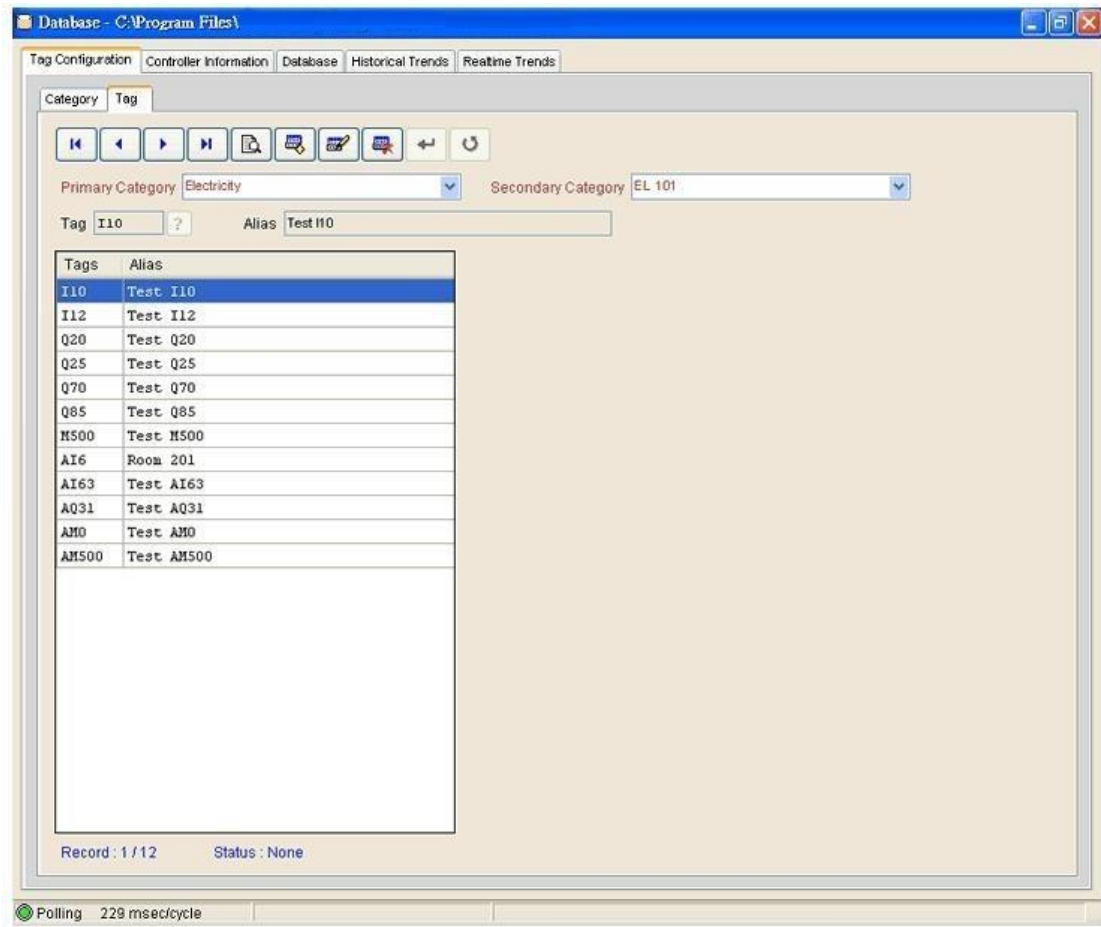 Database - C:\Program Files\
Tag Configuration Controller Information Database Historical Trends Realtime Trends
Category Tag
Primary Category Electricity Secondary Category EL 101
Tag I10 ? Alias Test I10
Tags Alias
I10 Test I10
I12 Test I12
Q20 Test Q20
Q25 Test Q25
Q70 Test Q70
Q85 Test Q85
M500 Test M500
AI6 Room 201
AI63 Test AI63
AQ31 Test AQ31
AM0 Test AM0
AM500 Test AM500
Record : 1 / 12 Status : None
Polling 229 msec/cycle